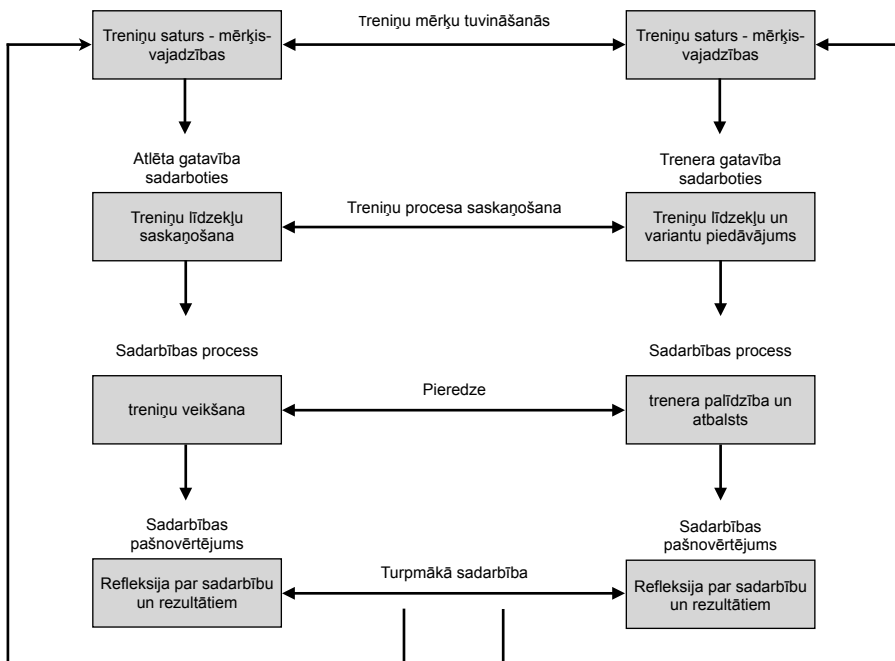 Treniņu saturs - mērķis-
vajadzības
Treniņu mērķu tuvināšanās
Treniņu saturs - mērķis-
vajadzības
Atlēta gatavība
sadarboties
Trenera gatavība
sadarboties
Treniņu līdzekļu
saskaņošana
Treniņu procesa saskaņošana
Treniņu līdzekļu un
variantu piedāvājums
Sadarbības process
Sadarbības process
treniņu veikšana
Pieredze
trenera palīdzība un
atbalsts
Sadarbības
pašnovērtējums
Sadarbības
pašnovērtējums
Refleksija par sadarbību
un rezultātiem
Turpmākā sadarbība
Refleksija par sadarbību
un rezultātiem